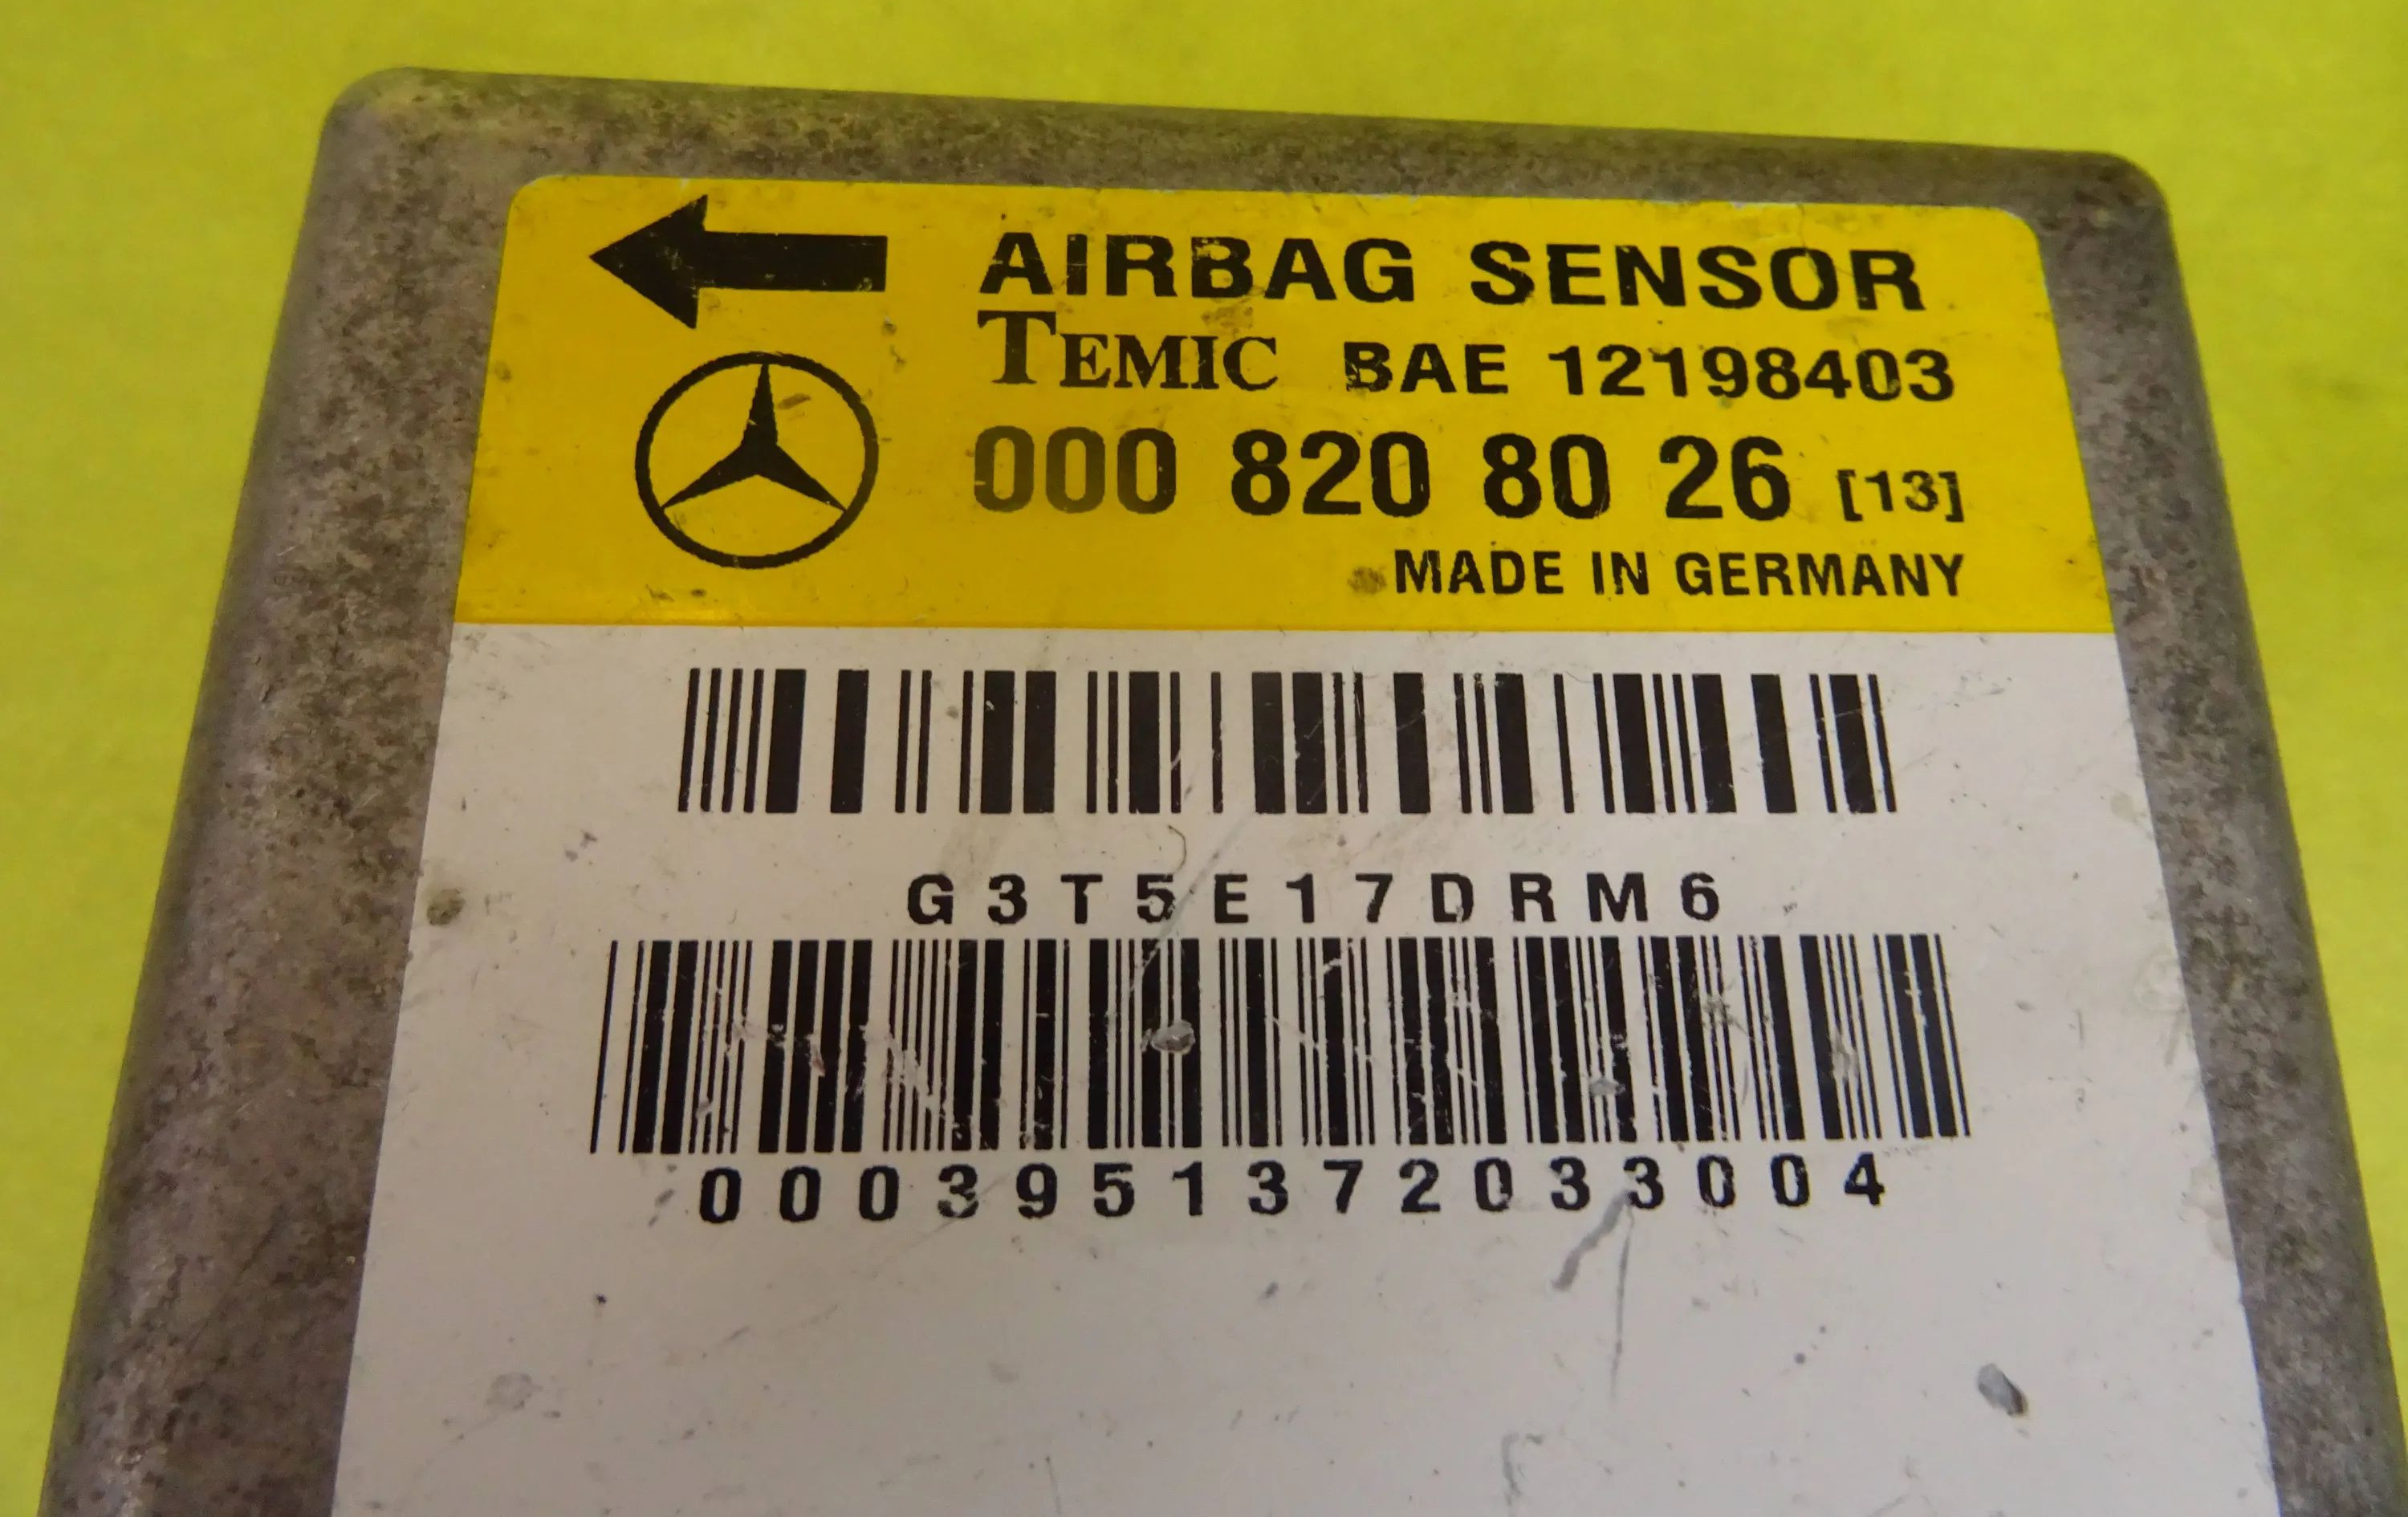 AIRBAG SENSOR
TEMIC BAE 12198403
000 820 80 26 [13]
MADE IN GERMANY
G3T5E17DRM6
0003951372033004